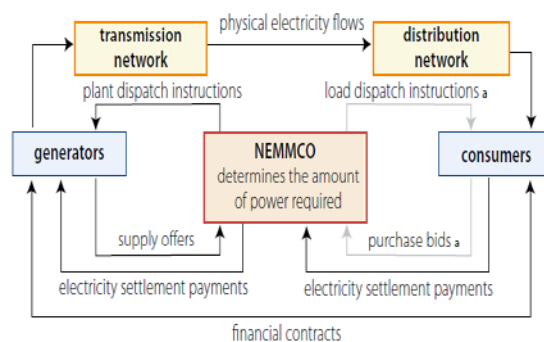 transmission
network
physical electricity flows
distribution
network
plant dispatch instructions
load dispatch instructions a
generators
NEMMCO
determines the amount
of power required
consumers
supply offers
purchase bids a
electricity settlement payments
electricity settlement payments
financial contracts